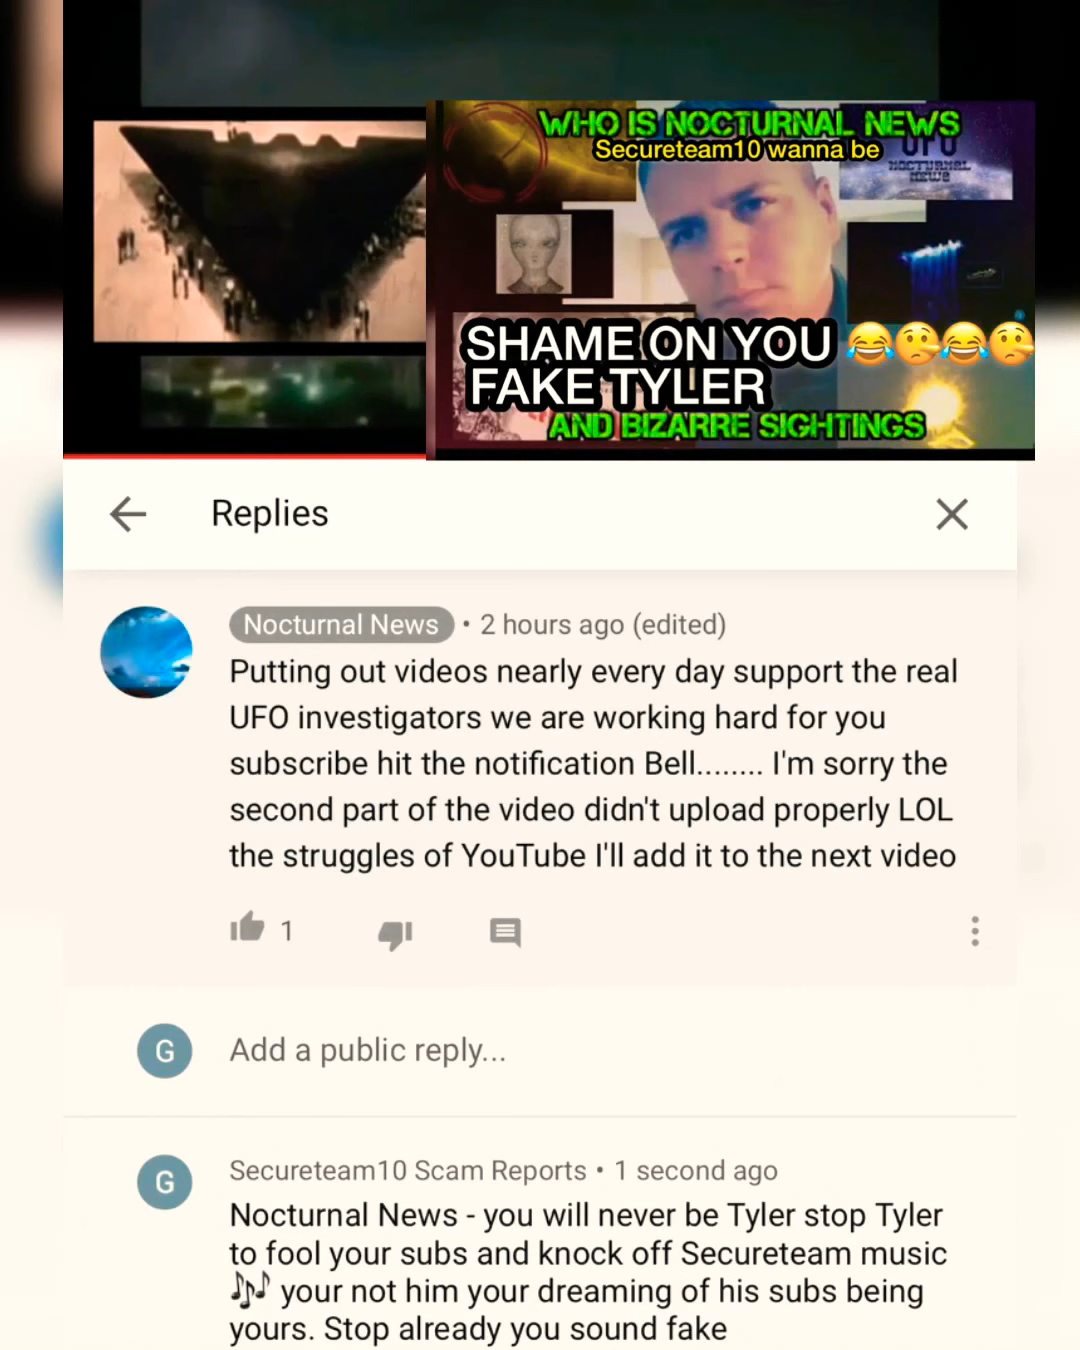 WHO IS NOCTURNAL NEWS
Secureteam10 wanna be
UFO
NOCTURNAL
NEWS
SHAME ON YOU 😂🤥😂🤥
FAKE TYLER
AND BIZARRE SIGHTINGS
Replies
Nocturnal News • 2 hours ago (edited)
Putting out videos nearly every day support the real
UFO investigators we are working hard for you
subscribe hit the notification Bell........ I'm sorry the
second part of the video didn't upload properly LOL
the struggles of YouTube I'll add it to the next video
1
G
Add a public reply...
G
Secureteam10 Scam Reports • 1 second ago
Nocturnal News - you will never be Tyler stop Tyler
to fool your subs and knock off Secureteam music
🎶 your not him your dreaming of his subs being
yours. Stop already you sound fake